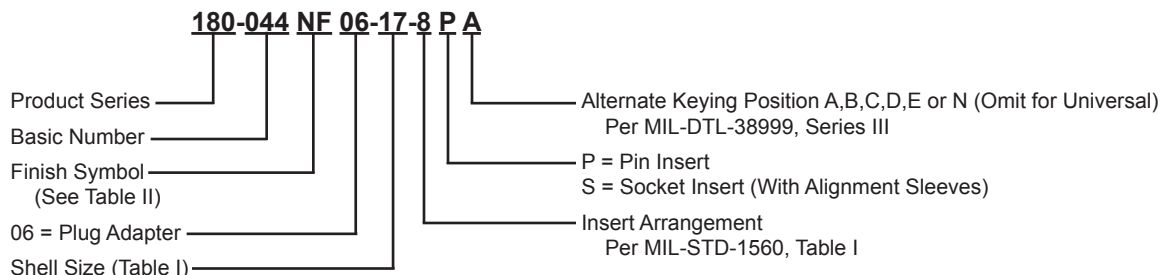 180-044 NF 06-17-8 P A
Product Series
Basic Number
Finish Symbol
(See Table II)
06 = Plug Adapter
Shell Size (Table I)
Alternate Keying Position A,B,C,D,E or N (Omit for Universal)
Per MIL-DTL-38999, Series III
P = Pin Insert
S = Socket Insert (With Alignment Sleeves)
Insert Arrangement
Per MIL-STD-1560, Table I